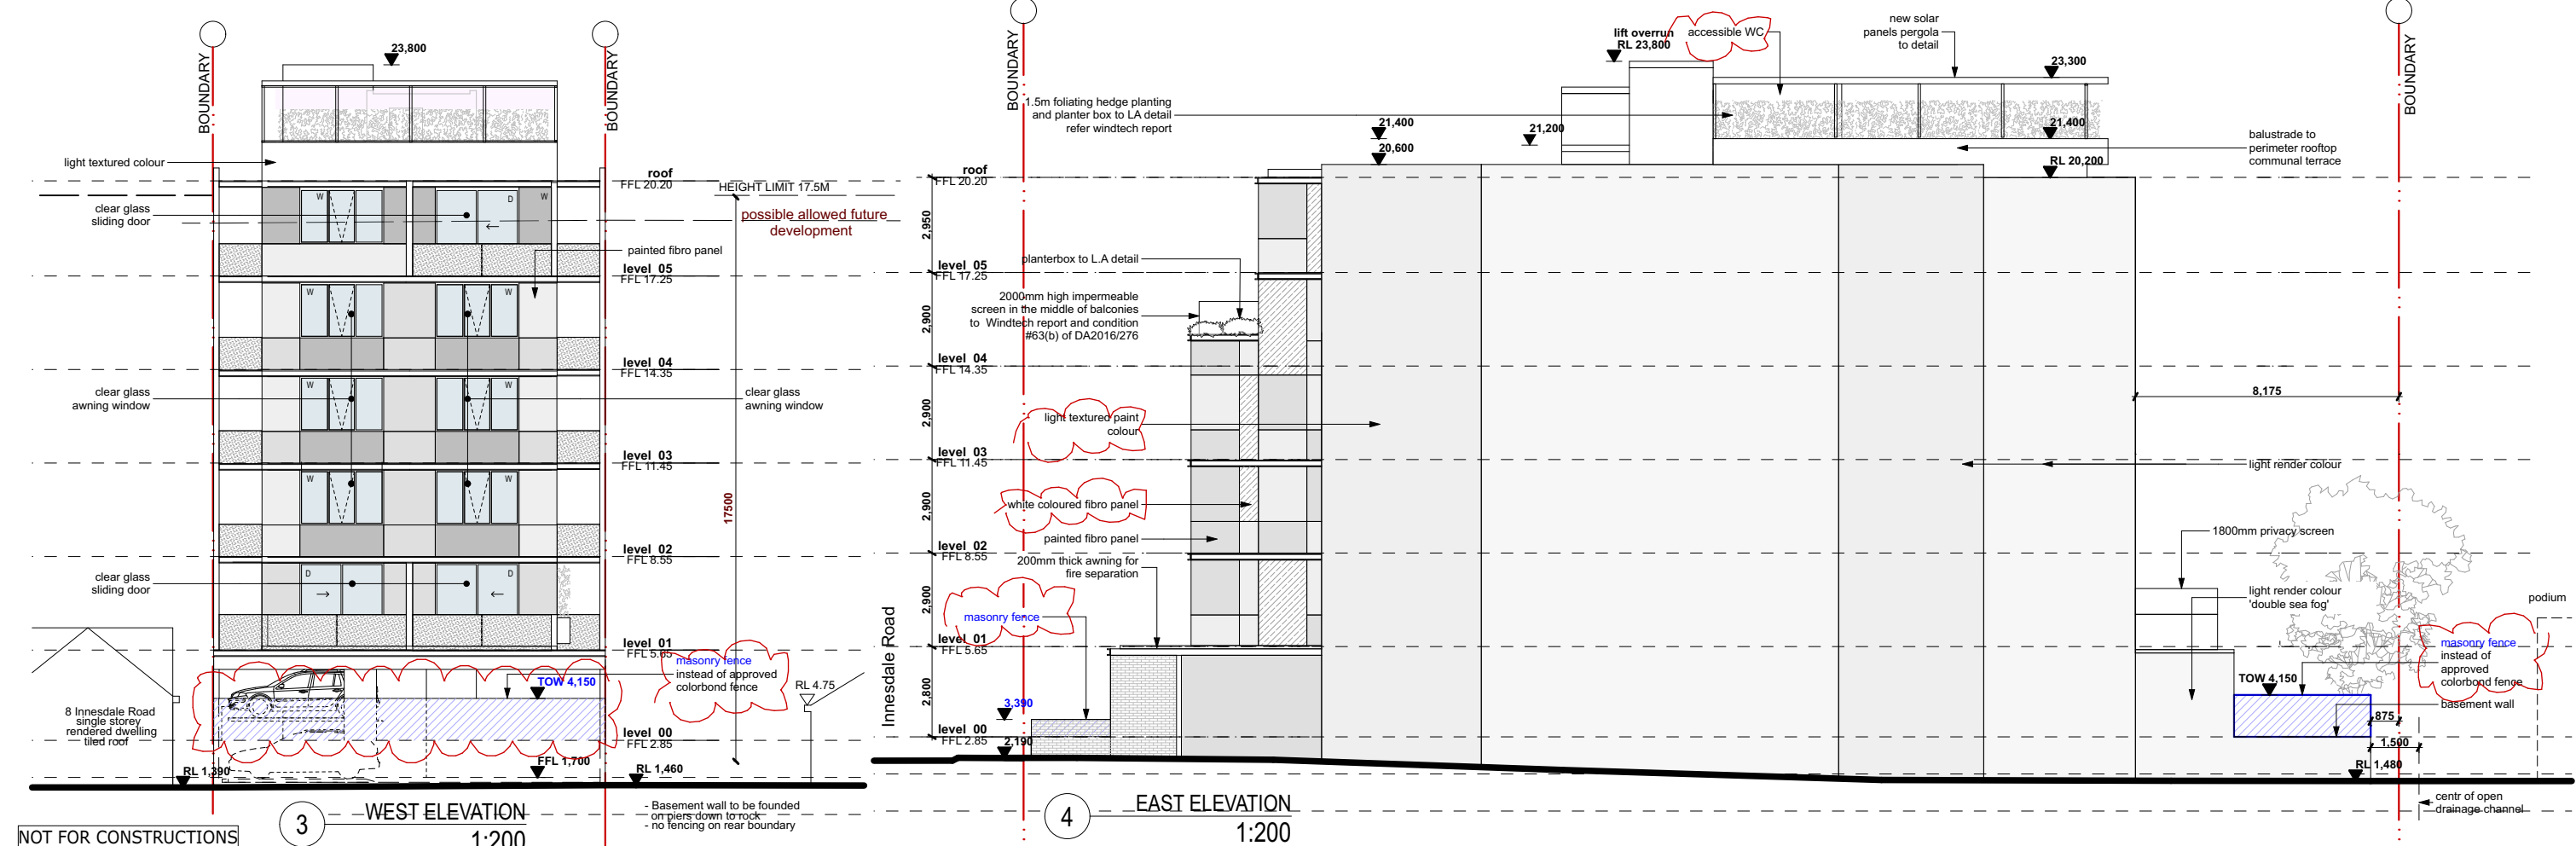 BOUNDARY
23,800
BOUNDARY
light textured colour
roof
FFL 20.20
HEIGHT LIMIT 17.5M
clear glass
sliding door
W
D
W
possible allowed future
development
painted fibro panel
level 05
FFL 17.25
W
W
level 04
FFL 14.35
clear glass
awning window
W
W
clear glass
awning window
level 03
FFL 11.45
W
W
17500
level 02
FFL 8.55
clear glass
sliding door
D
D
level 01
FFL 5.65
masonry fence
instead of approved
colorbond fence
TOW 4,150
RL 4.75
8 Innesdale Road
single storey
rendered dwelling
tiled roof
level 00
FFL 2.85
RL 1,390
FFL 1,700
RL 1,460
3
WEST ELEVATION
1:200
- Basement wall to be founded
on piers down to rock
- no fencing on rear boundary
NOT FOR CONSTRUCTIONS
BOUNDARY
lift overrun
RL 23,800
accessible WC
new solar
panels pergola
to detail
23,300
BOUNDARY
1.5m foliating hedge planting
and planter box to LA detail
refer windtech report
21,400
21,200
21,400
20,600
balustrade to
perimeter rooftop
communal terrace
RL 20,200
roof
FFL 20.20
2,950
planterbox to L.A detail
level 05
FFL 17.25
2000mm high impermeable
screen in the middle of balconies
to Windtech report and condition
#63(b) of DA2016/276
2,900
level 04
FFL 14.35
8,175
light textured paint
colour
2,900
level 03
FFL 11.45
light render colour
white coloured fibro panel
2,900
painted fibro panel
1800mm privacy screen
level 02
FFL 8.55
200mm thick awning for
fire separation
2,900
light render colour
'double sea fog'
podium
masonry fence
Innesdale Road
level 01
FFL 5.65
masonry fence
instead of
approved
colorbond fence
TOW 4,150
2,800
3,390
basement wall
875
level 00
FFL 2.85
2,190
1,500
RL 1,480
4
EAST ELEVATION
1:200
centr of open
drainage channel